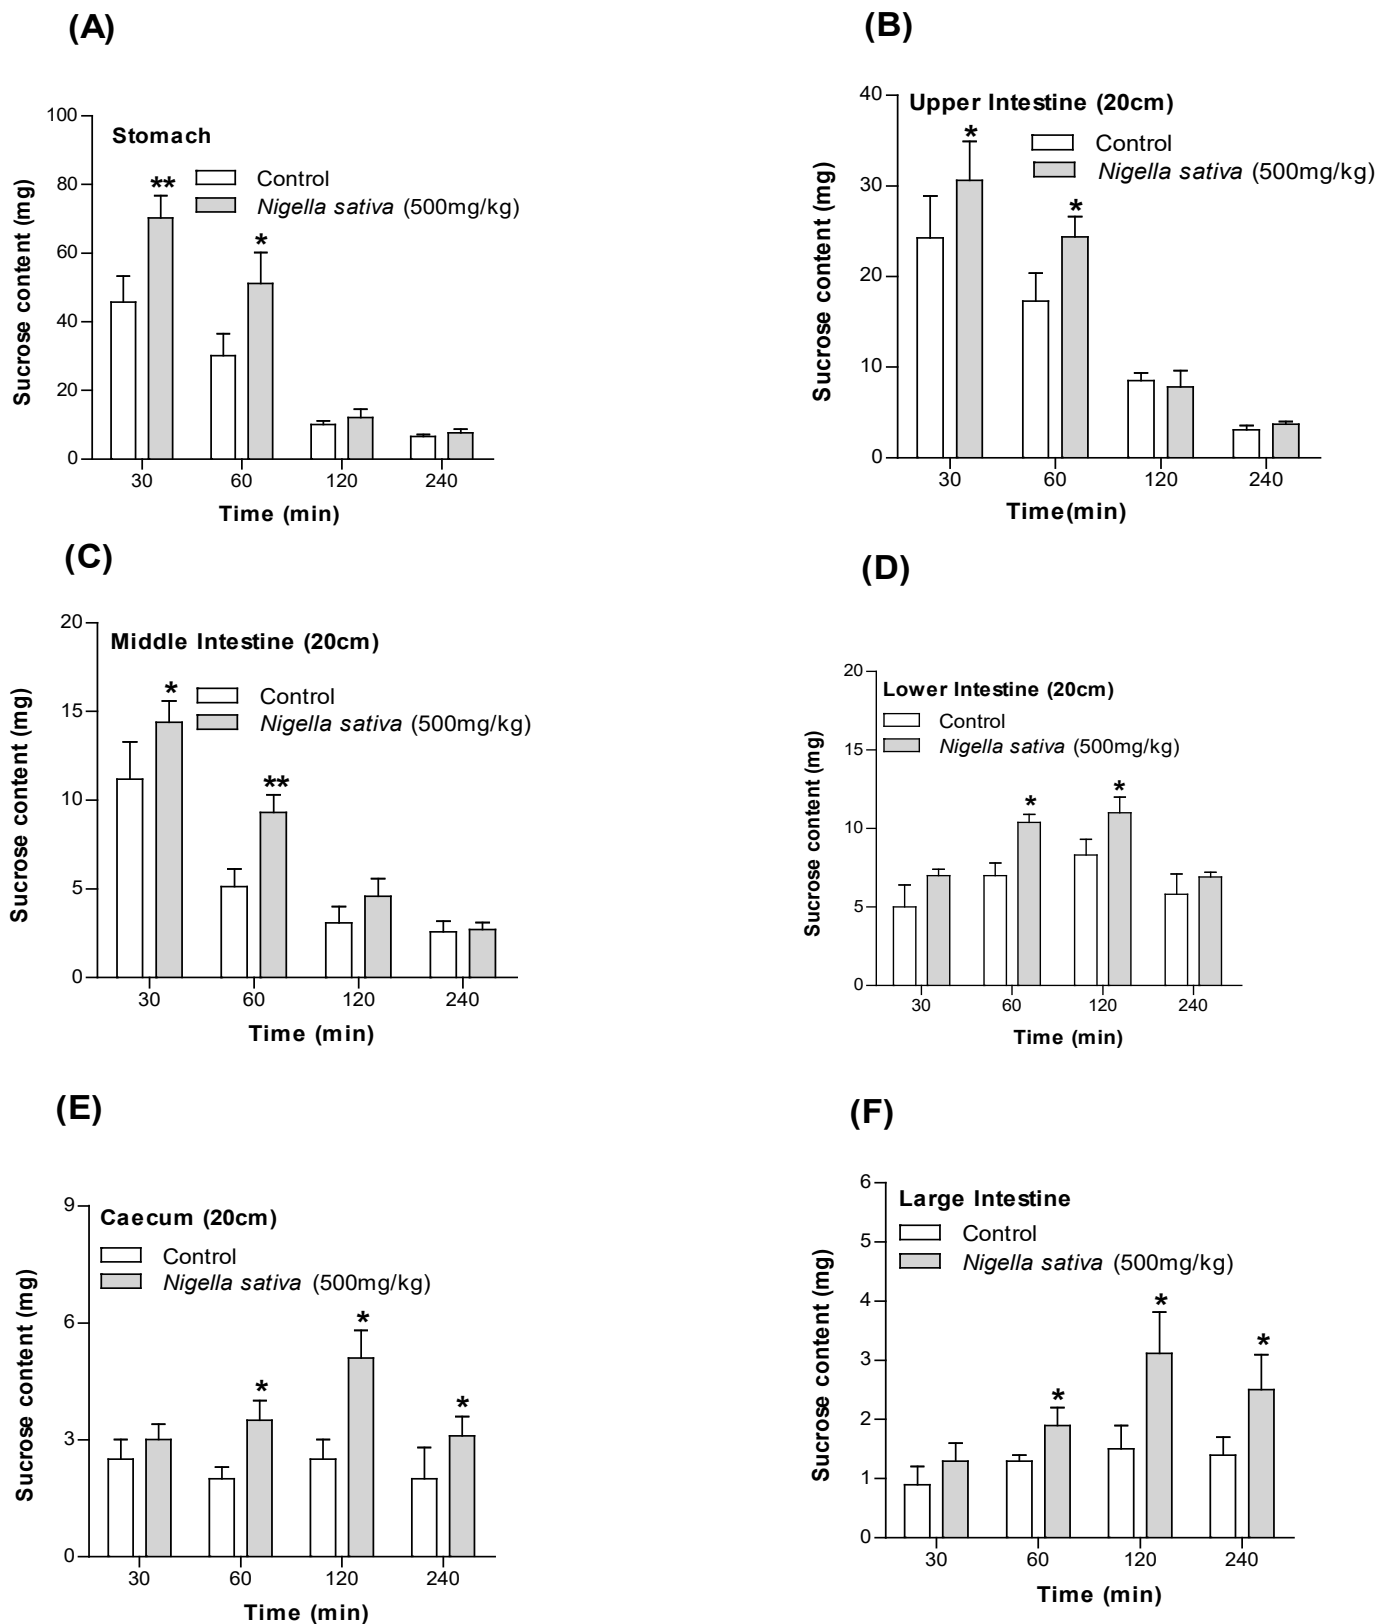 (A)
Stomach
Control
Nigella sativa (500mg/kg)
Sucrose content (mg)
100
80
60
40
20
0
**
*
30 60 120 240
Time (min)
(B)
Upper Intestine (20cm)
Control
Nigella sativa (500mg/kg)
Sucrose content (mg)
40
30
20
10
0
*
*
30 60 120 240
Time(min)
(C)
Middle Intestine (20cm)
Control
Nigella sativa (500mg/kg)
Sucrose content (mg)
20
15
10
5
0
*
**
30 60 120 240
Time (min)
(D)
Lower Intestine (20cm)
Control
Nigella sativa (500mg/kg)
Sucrose content (mg)
20
15
10
5
0
*
*
30 60 120 240
Time (min)
(E)
Caecum (20cm)
Control
Nigella sativa (500mg/kg)
Sucrose content (mg)
9
6
3
0
*
*
*
30 60 120 240
Time (min)
(F)
Large Intestine
Control
Nigella sativa (500mg/kg)
Sucrose content (mg)
6
5
4
3
2
1
0
*
*
*
30 60 120 240
Time (min)